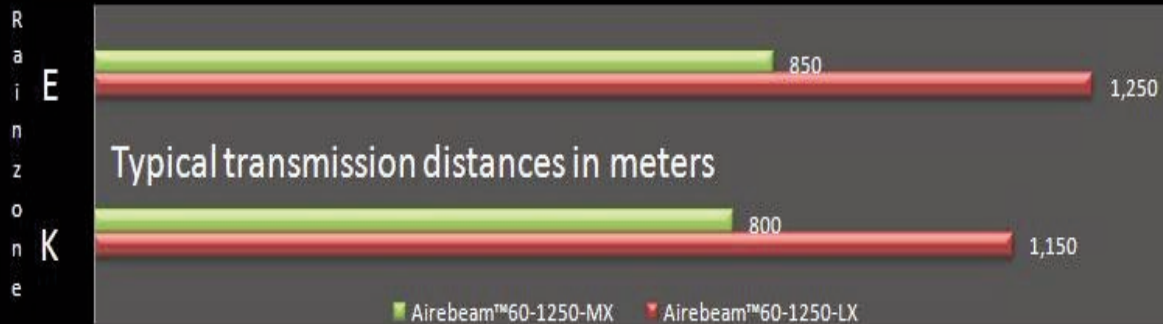 Rainzone
E
850
1,250
Typical transmission distances in meters
K
800
1,150
Airebeam™60-1250-MX Airebeam™60-1250-LX